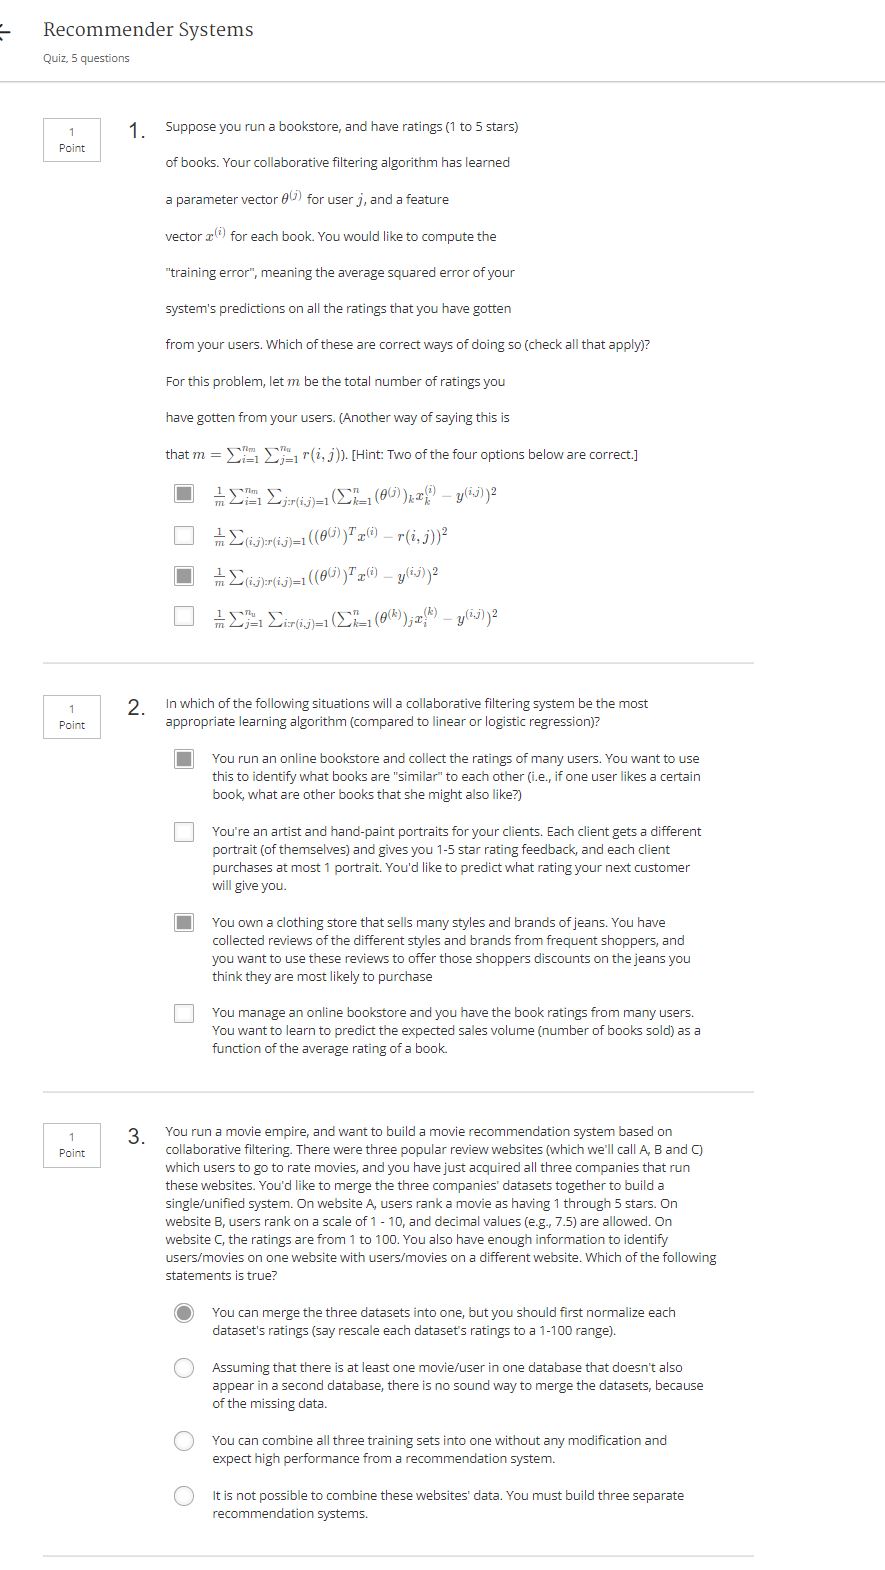 Recommender Systems
Quiz, 5 questions
1
Point
1.
Suppose you run a bookstore, and have ratings (1 to 5 stars)
of books. Your collaborative filtering algorithm has learned
a parameter vector θ^{(j)} for user j, and a feature
vector x^{(i)} for each book. You would like to compute the
"training error", meaning the average squared error of your
system's predictions on all the ratings that you have gotten
from your users. Which of these are correct ways of doing so (check all that apply)?
For this problem, let m be the total number of ratings you
have gotten from your users. (Another way of saying this is
that m = ∑_{i=1}^{n_m} ∑_{j=1}^{n_u} r(i, j)). [Hint: Two of the four options below are correct.]
\frac{1}{m} ∑_{i=1}^{n_m} ∑_{j:r(i,j)=1} (∑_{k=1}^{n} (θ^{(j)})_k x_k^{(i)} − y^{(i,j)})^2
\frac{1}{m} ∑_{(i,j):r(i,j)=1} ((θ^{(j)})^T x^{(i)} − r(i, j))^2
\frac{1}{m} ∑_{(i,j):r(i,j)=1} ((θ^{(j)})^T x^{(i)} − y^{(i,j)})^2
\frac{1}{m} ∑_{j=1}^{n_u} ∑_{i:r(i,j)=1} (∑_{k=1}^{n} (θ^{(k)})_j x_i^{(k)} − y^{(i,j)})^2
1
Point
2.
In which of the following situations will a collaborative filtering system be the most
appropriate learning algorithm (compared to linear or logistic regression)?
You run an online bookstore and collect the ratings of many users. You want to use
this to identify what books are "similar" to each other (i.e., if one user likes a certain
book, what are other books that she might also like?)
You're an artist and hand-paint portraits for your clients. Each client gets a different
portrait (of themselves) and gives you 1-5 star rating feedback, and each client
purchases at most 1 portrait. You'd like to predict what rating your next customer
will give you.
You own a clothing store that sells many styles and brands of jeans. You have
collected reviews of the different styles and brands from frequent shoppers, and
you want to use these reviews to offer those shoppers discounts on the jeans you
think they are most likely to purchase
You manage an online bookstore and you have the book ratings from many users.
You want to learn to predict the expected sales volume (number of books sold) as a
function of the average rating of a book.
1
Point
3.
You run a movie empire, and want to build a movie recommendation system based on
collaborative filtering. There were three popular review websites (which we'll call A, B and C)
which users to go to rate movies, and you have just acquired all three companies that run
these websites. You'd like to merge the three companies' datasets together to build a
single/unified system. On website A, users rank a movie as having 1 through 5 stars. On
website B, users rank on a scale of 1 - 10, and decimal values (e.g., 7.5) are allowed. On
website C, the ratings are from 1 to 100. You also have enough information to identify
users/movies on one website with users/movies on a different website. Which of the following
statements is true?
You can merge the three datasets into one, but you should first normalize each
dataset's ratings (say rescale each dataset's ratings to a 1-100 range).
Assuming that there is at least one movie/user in one database that doesn't also
appear in a second database, there is no sound way to merge the datasets, because
of the missing data.
You can combine all three training sets into one without any modification and
expect high performance from a recommendation system.
It is not possible to combine these websites' data. You must build three separate
recommendation systems.